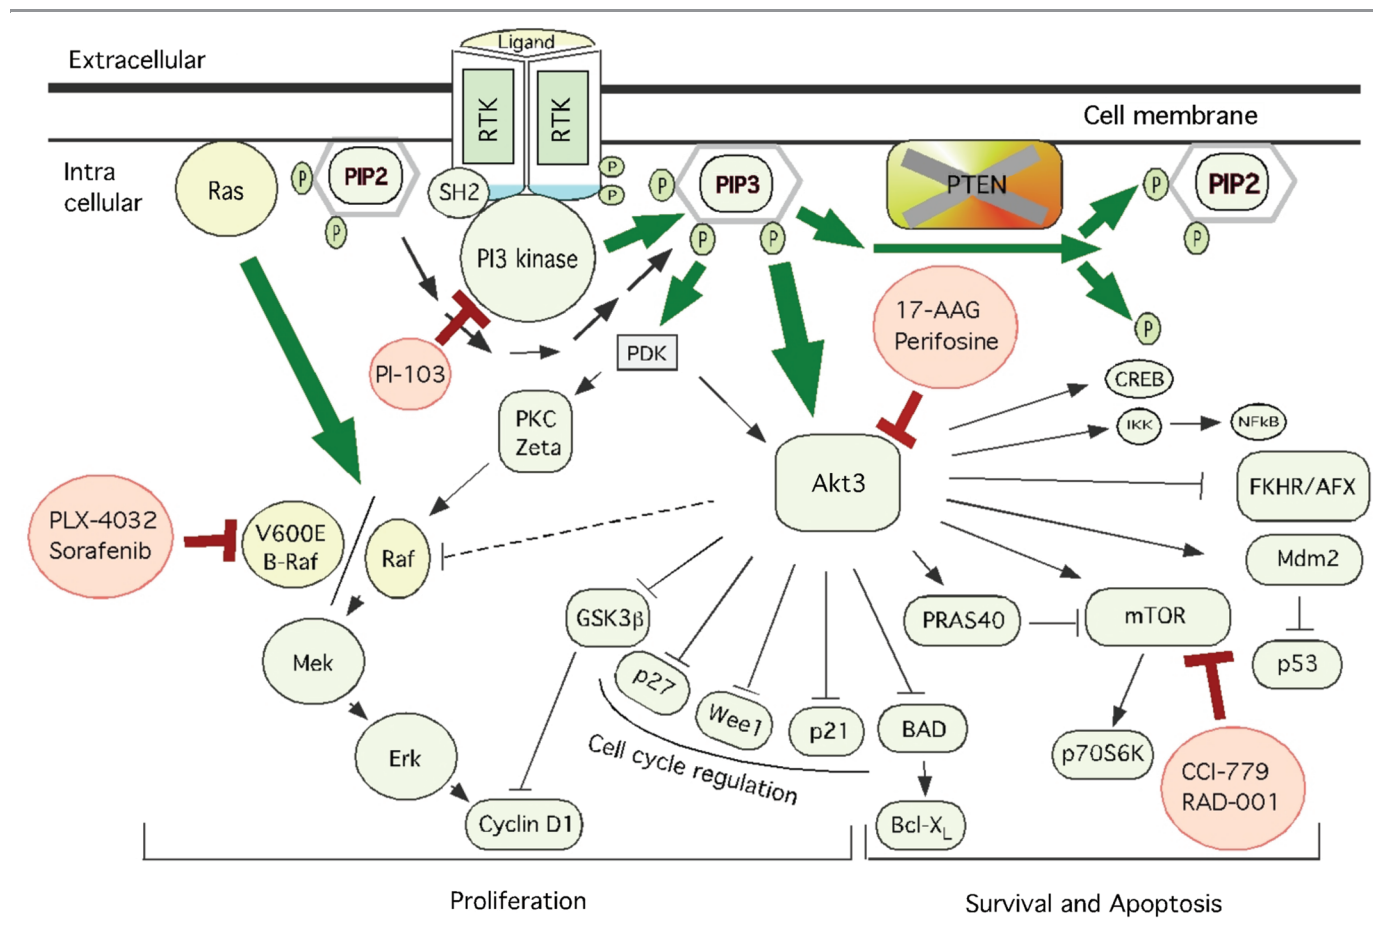 Extracellular
Ligand
RTK
RTK
Cell membrane
Intra
cellular
Ras
P
PIP2
P
SH2
P
P
PI3 kinase
P
PIP3
P
P
PTEN
P
PIP2
P
P
17-AAG
Perifosine
PI-103
PDK
PKC
Zeta
CREB
IKK
NFkB
Akt3
FKHR/AFX
PLX-4032
Sorafenib
V600E
B-Raf
Raf
Mdm2
GSK3β
PRAS40
mTOR
Mek
p27
p53
Wee1
p21
BAD
Cell cycle regulation
Erk
p70S6K
CCI-779
RAD-001
Cyclin D1
Bcl-XL
Proliferation
Survival and Apoptosis